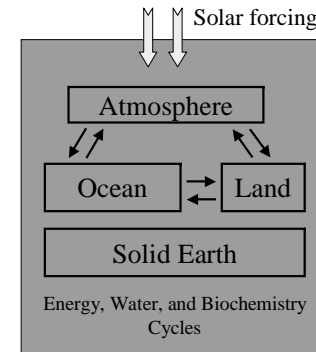 Solar forcing
Atmosphere
Ocean
Land
Solid Earth
Energy, Water, and Biochemistry
Cycles